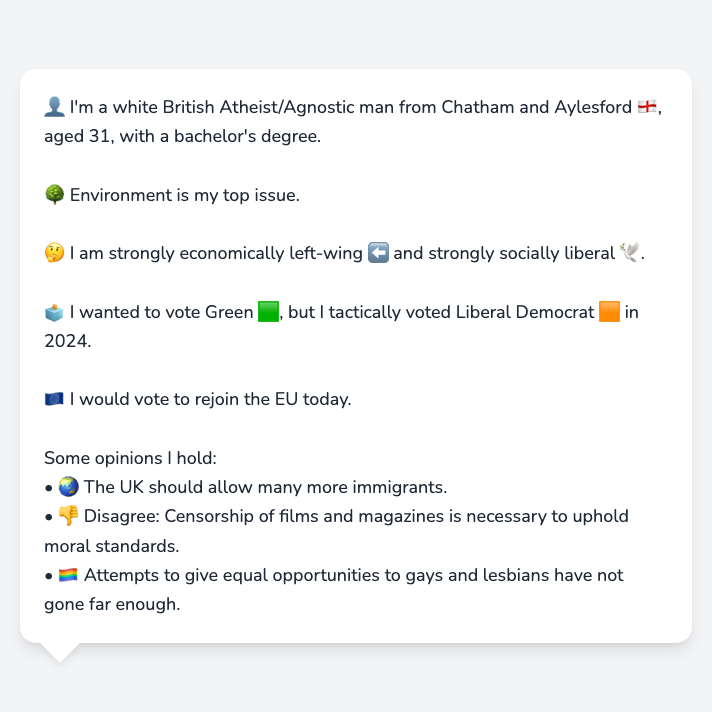 👤 I'm a white British Atheist/Agnostic man from Chatham and Aylesford 🏴󠁧󠁢󠁥󠁮󠁧󠁿,
aged 31, with a bachelor's degree.
🌳 Environment is my top issue.
🤔 I am strongly economically left-wing ⬅️ and strongly socially liberal 🕊️.
🗳️ I wanted to vote Green 🟩, but I tactically voted Liberal Democrat 🟧 in
2024.
🇪🇺 I would vote to rejoin the EU today.
Some opinions I hold:
• 🌏 The UK should allow many more immigrants.
• 👎 Disagree: Censorship of films and magazines is necessary to uphold
moral standards.
• 🏳️‍🌈 Attempts to give equal opportunities to gays and lesbians have not
gone far enough.